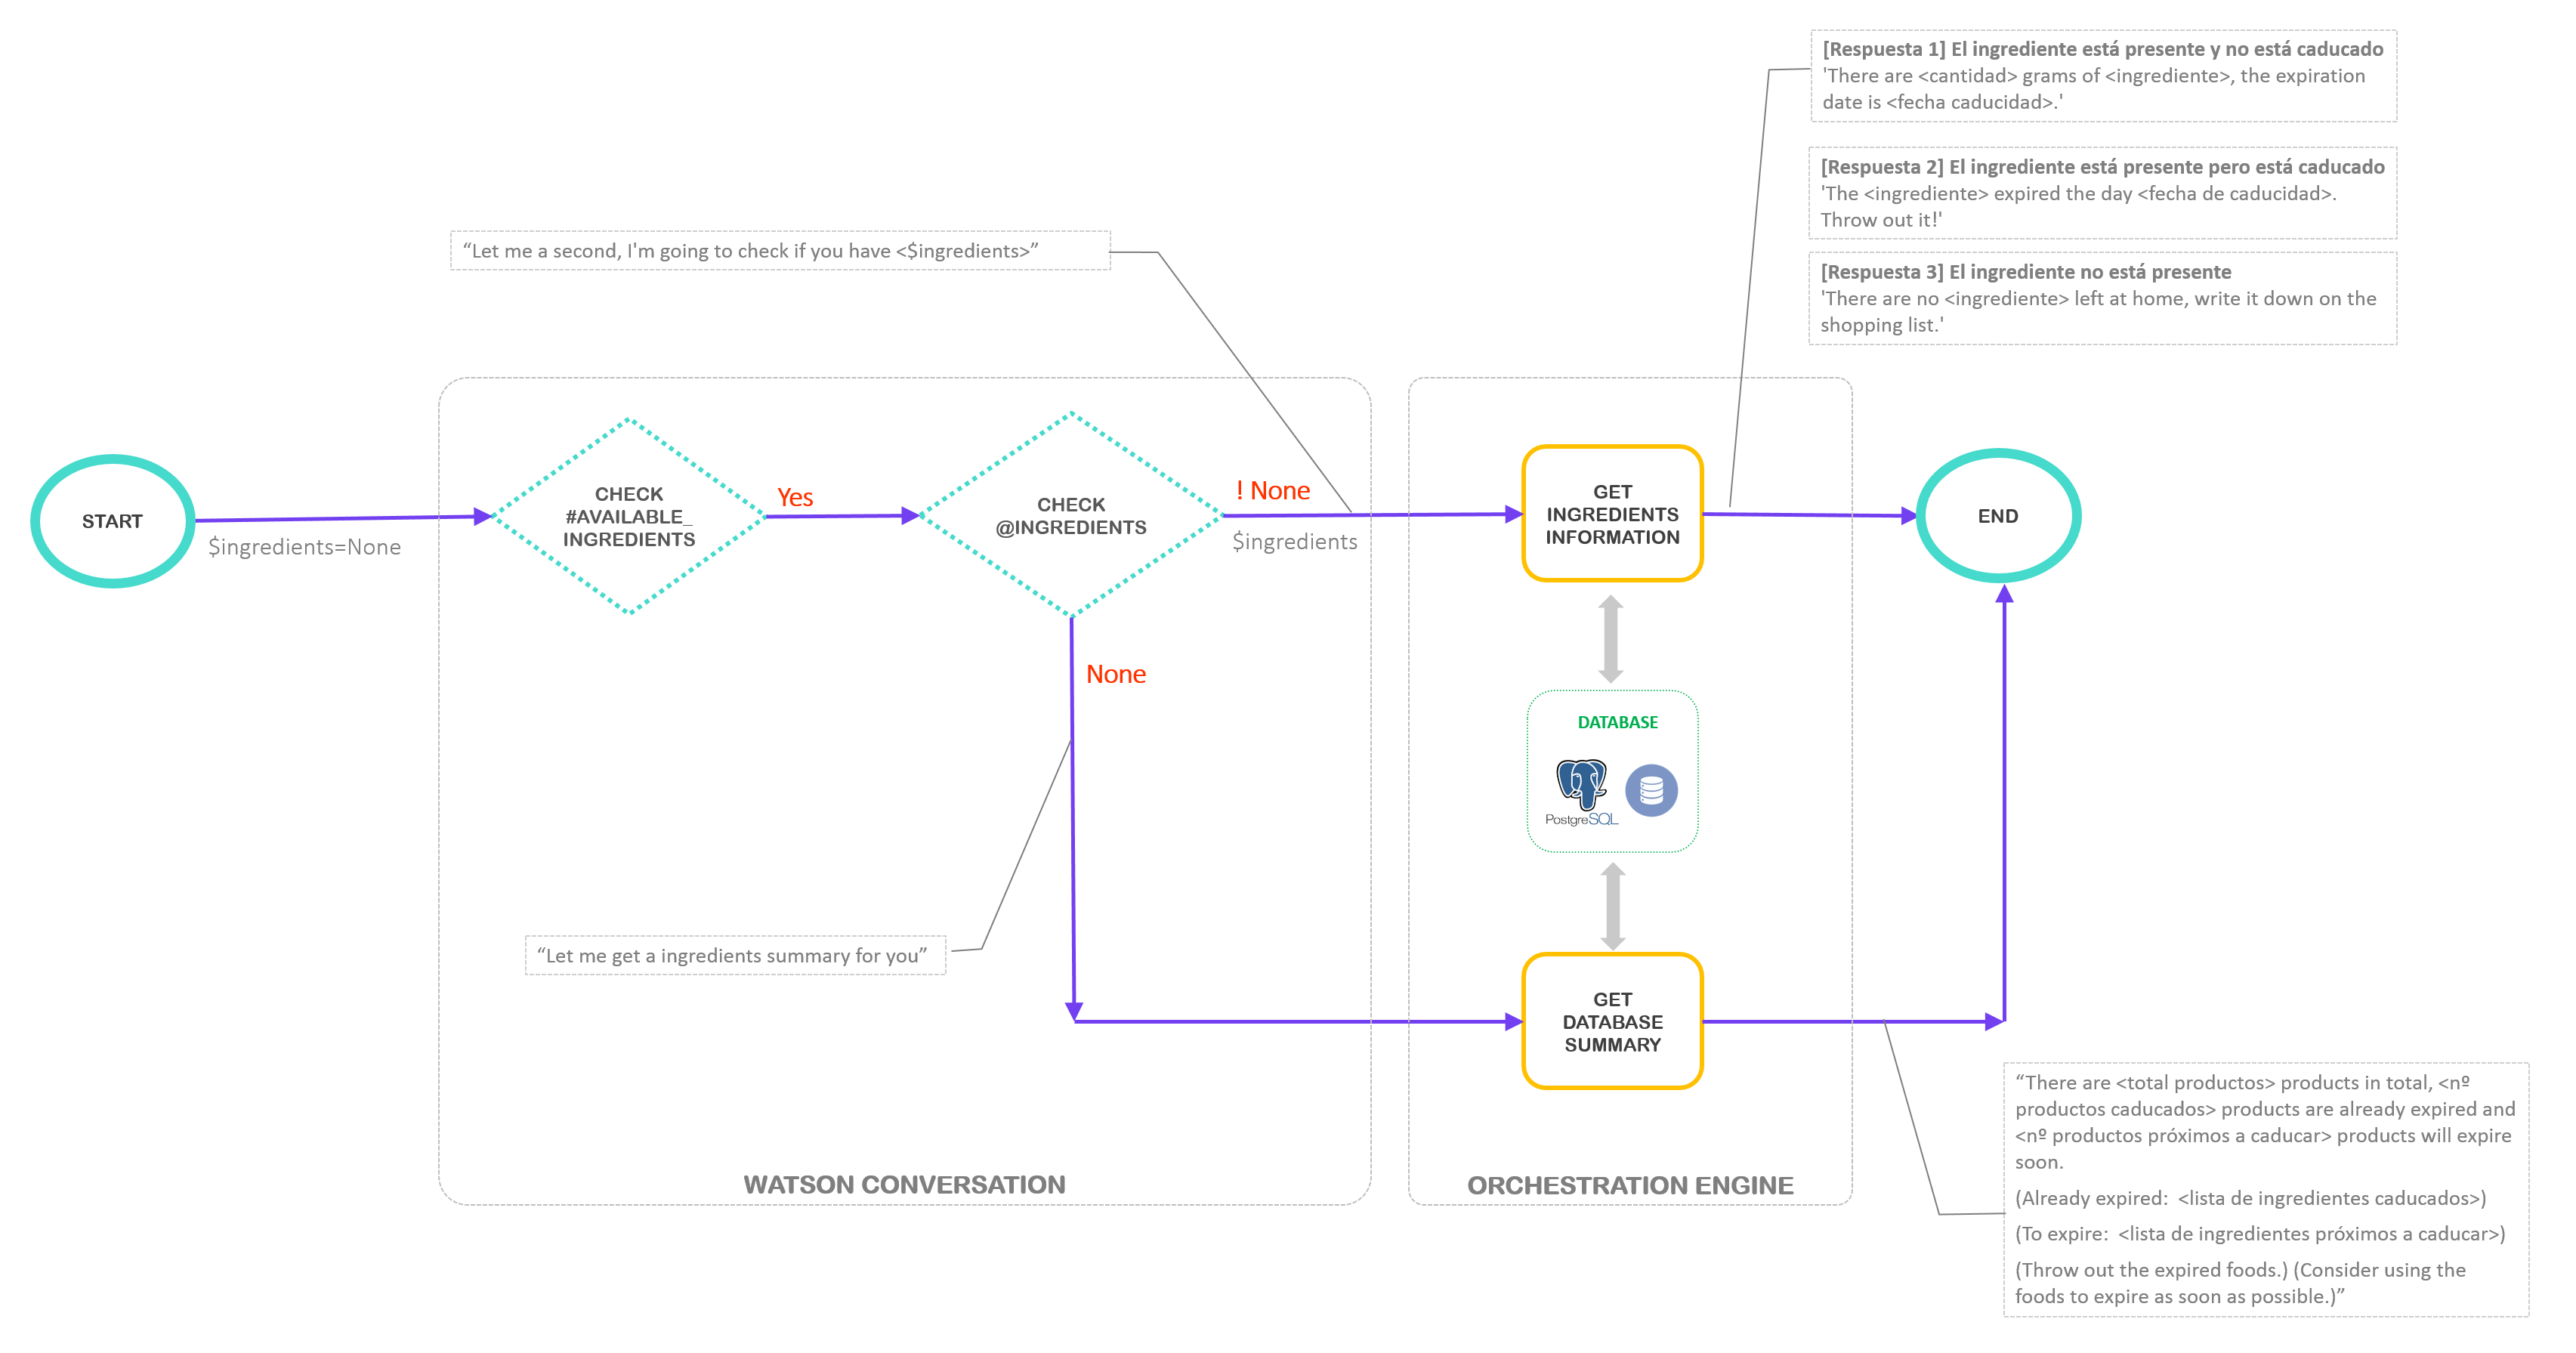 [Respuesta 1] El ingrediente está presente y no está caducado
'There are <cantidad> grams of <ingrediente>, the expiration
date is <fecha caducidad>.'
[Respuesta 2] El ingrediente está presente pero está caducado
'The <ingrediente> expired the day <fecha de caducidad>.
Throw out it!'
[Respuesta 3] El ingrediente no está presente
'There are no <ingrediente> left at home, write it down on the
shopping list.'
“Let me a second, I'm going to check if you have <$ingredients>”
START
$ingredients=None
CHECK
#AVAILABLE_
INGREDIENTS
Yes
CHECK
@INGREDIENTS
! None
$ingredients
GET
INGREDIENTS
INFORMATION
END
None
DATABASE
PostgreSQL
“Let me get a ingredients summary for you”
GET
DATABASE
SUMMARY
“There are <total productos> products in total, <nº
productos caducados> products are already expired and
<nº productos próximos a caducar> products will expire
soon.
(Already expired: <lista de ingredientes caducados>)
(To expire: <lista de ingredientes próximos a caducar>)
(Throw out the expired foods.) (Consider using the
foods to expire as soon as possible.)”
WATSON CONVERSATION
ORCHESTRATION ENGINE